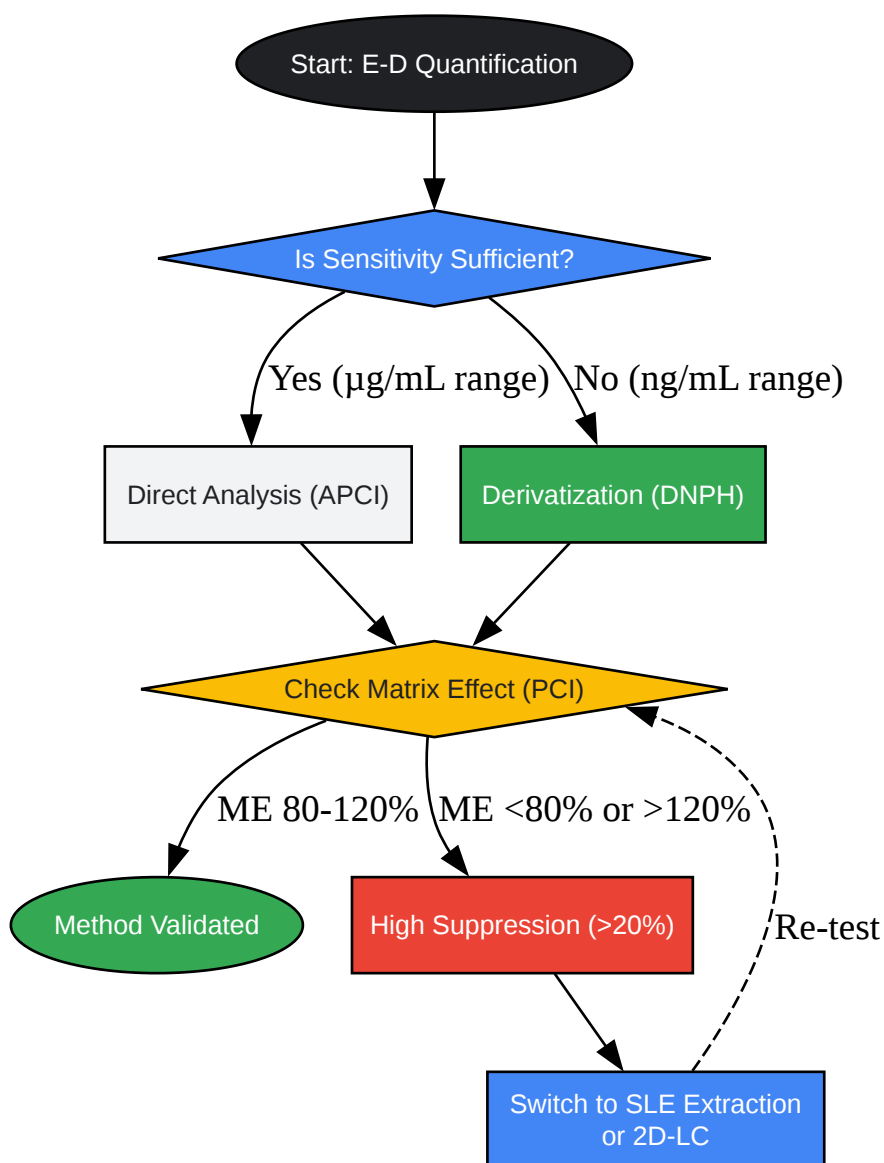 Start: E-D Quantification
Is Sensitivity Sufficient?
Yes (µg/mL range)
No (ng/mL range)
Direct Analysis (APCI)
Derivatization (DNPH)
Check Matrix Effect (PCI)
ME 80-120%
ME <80% or >120%
Method Validated
High Suppression (>20%)
Re-test
Switch to SLE Extraction
or 2D-LC